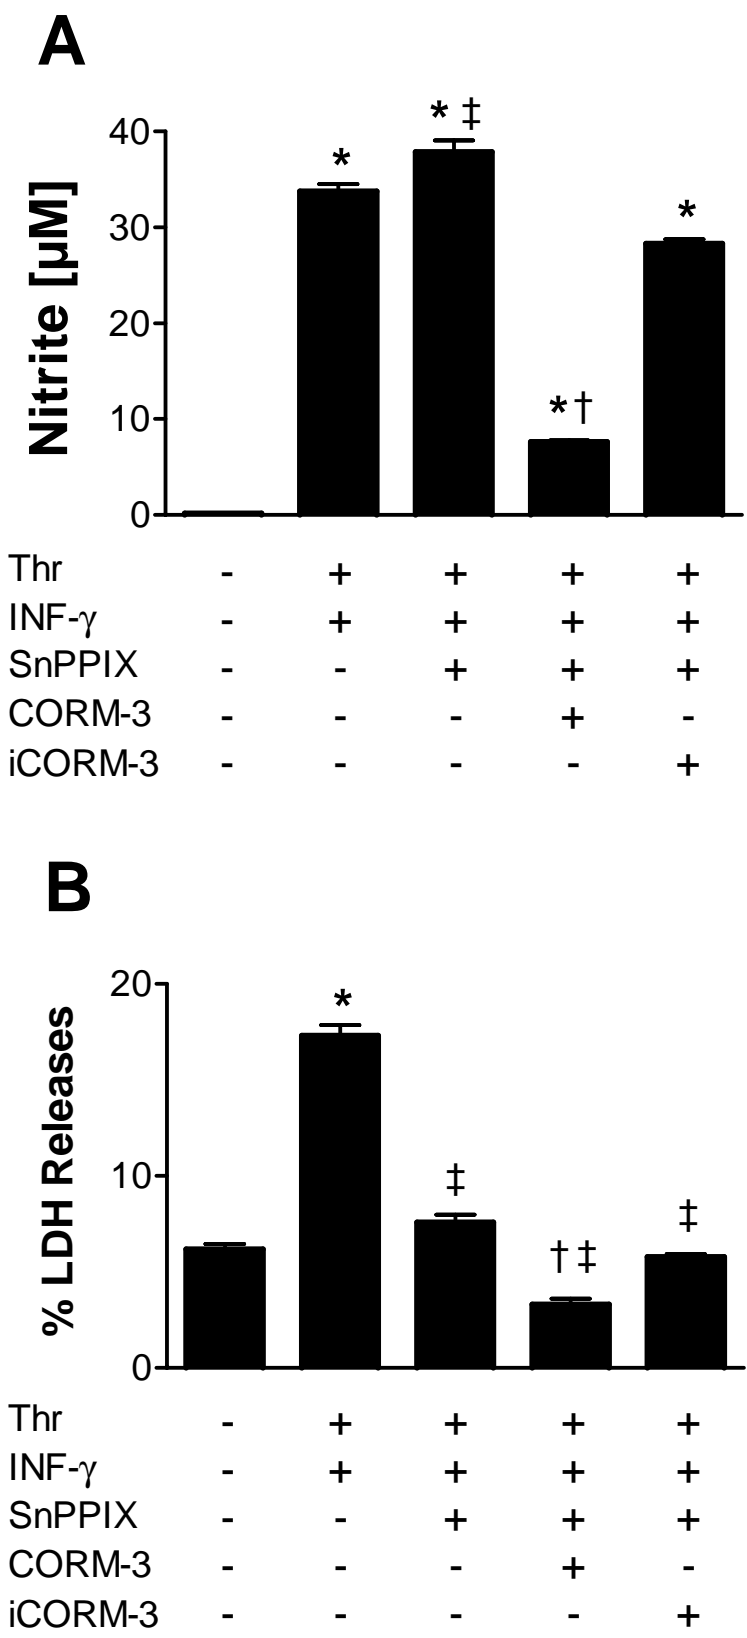 A
* ‡
* *
40
30
* †
20
10
0
Nitrite [µM]
Thr - + + + +
INF-γ - + + + +
SnPPIX - - + + +
CORM-3 - - - + -
iCORM-3 - - - - +
B
20
*
‡
10
‡
† ‡
0
% LDH Releases
Thr - + + + +
INF-γ - + + + +
SnPPIX - - + + +
CORM-3 - - - + -
iCORM-3 - - - - +